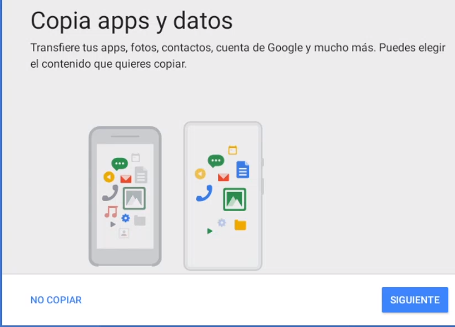 Copia apps y datos
Transfiere tus apps, fotos, contactos, cuenta de Google y mucho más. Puedes elegir
el contenido que quieres copiar.
NO COPIAR
SIGUIENTE